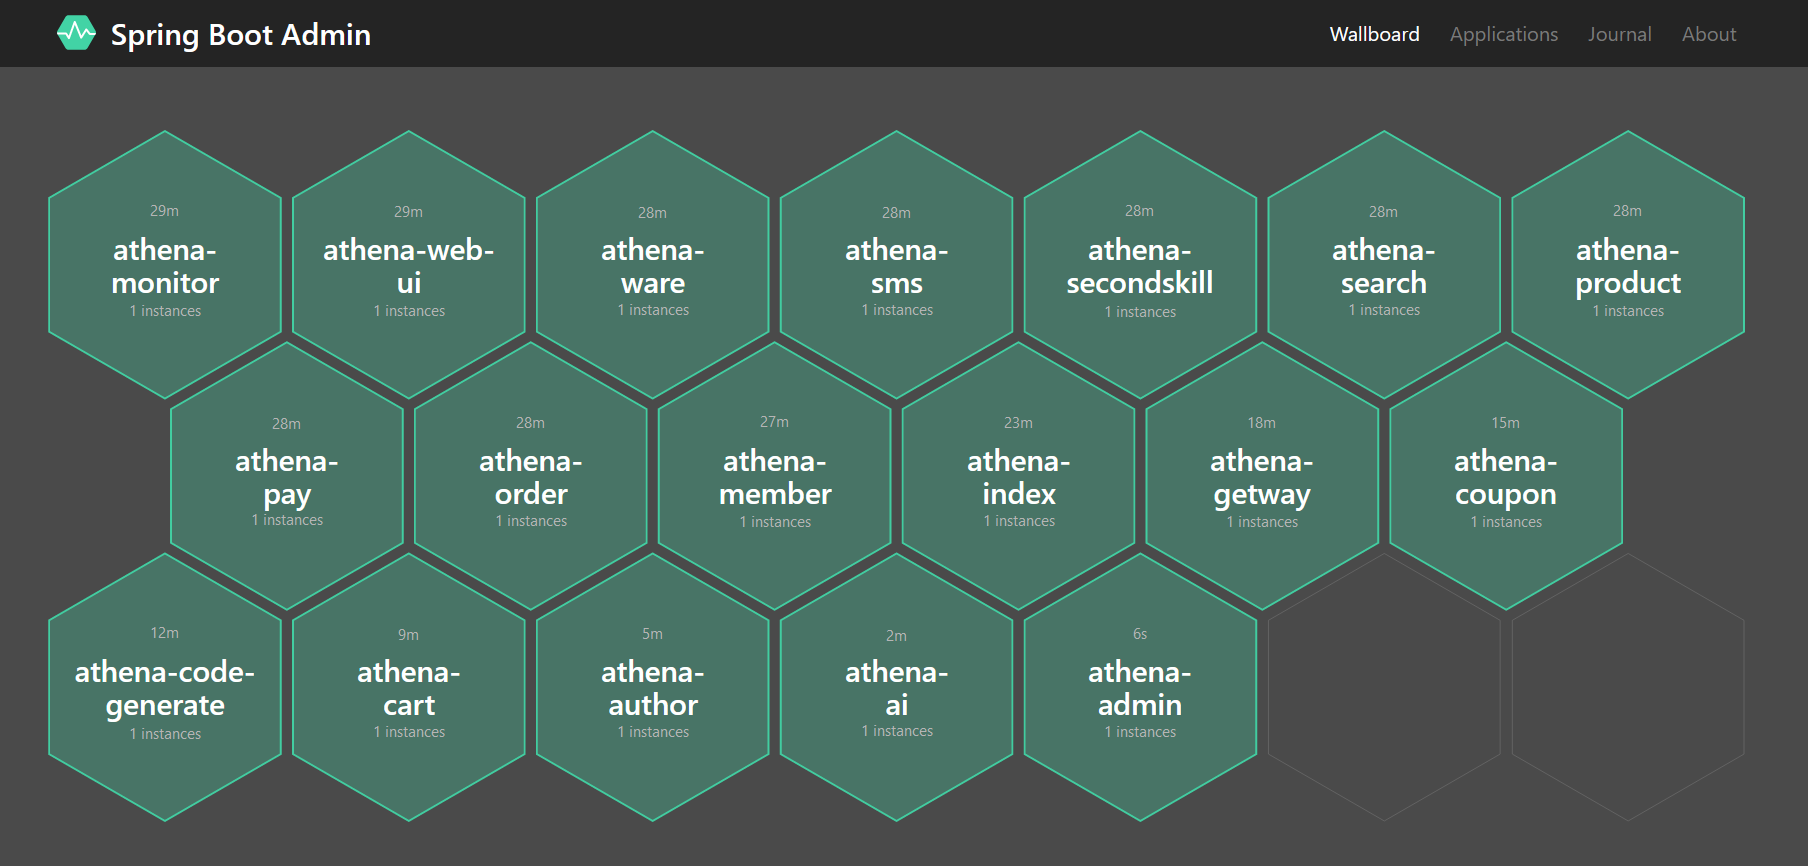 Spring Boot Admin
Wallboard Applications Journal About
29m
athena-
monitor
1 instances
29m
athena-web-
ui
1 instances
28m
athena-
ware
1 instances
28m
athena-
sms
1 instances
28m
athena-
secondskill
1 instances
28m
athena-
search
1 instances
28m
athena-
product
1 instances
28m
athena-
pay
1 instances
28m
athena-
order
1 instances
27m
athena-
member
1 instances
23m
athena-
index
1 instances
18m
athena-
getway
1 instances
15m
athena-
coupon
1 instances
12m
athena-code-
generate
1 instances
9m
athena-
cart
1 instances
5m
athena-
author
1 instances
2m
athena-
ai
1 instances
6s
athena-
admin
1 instances